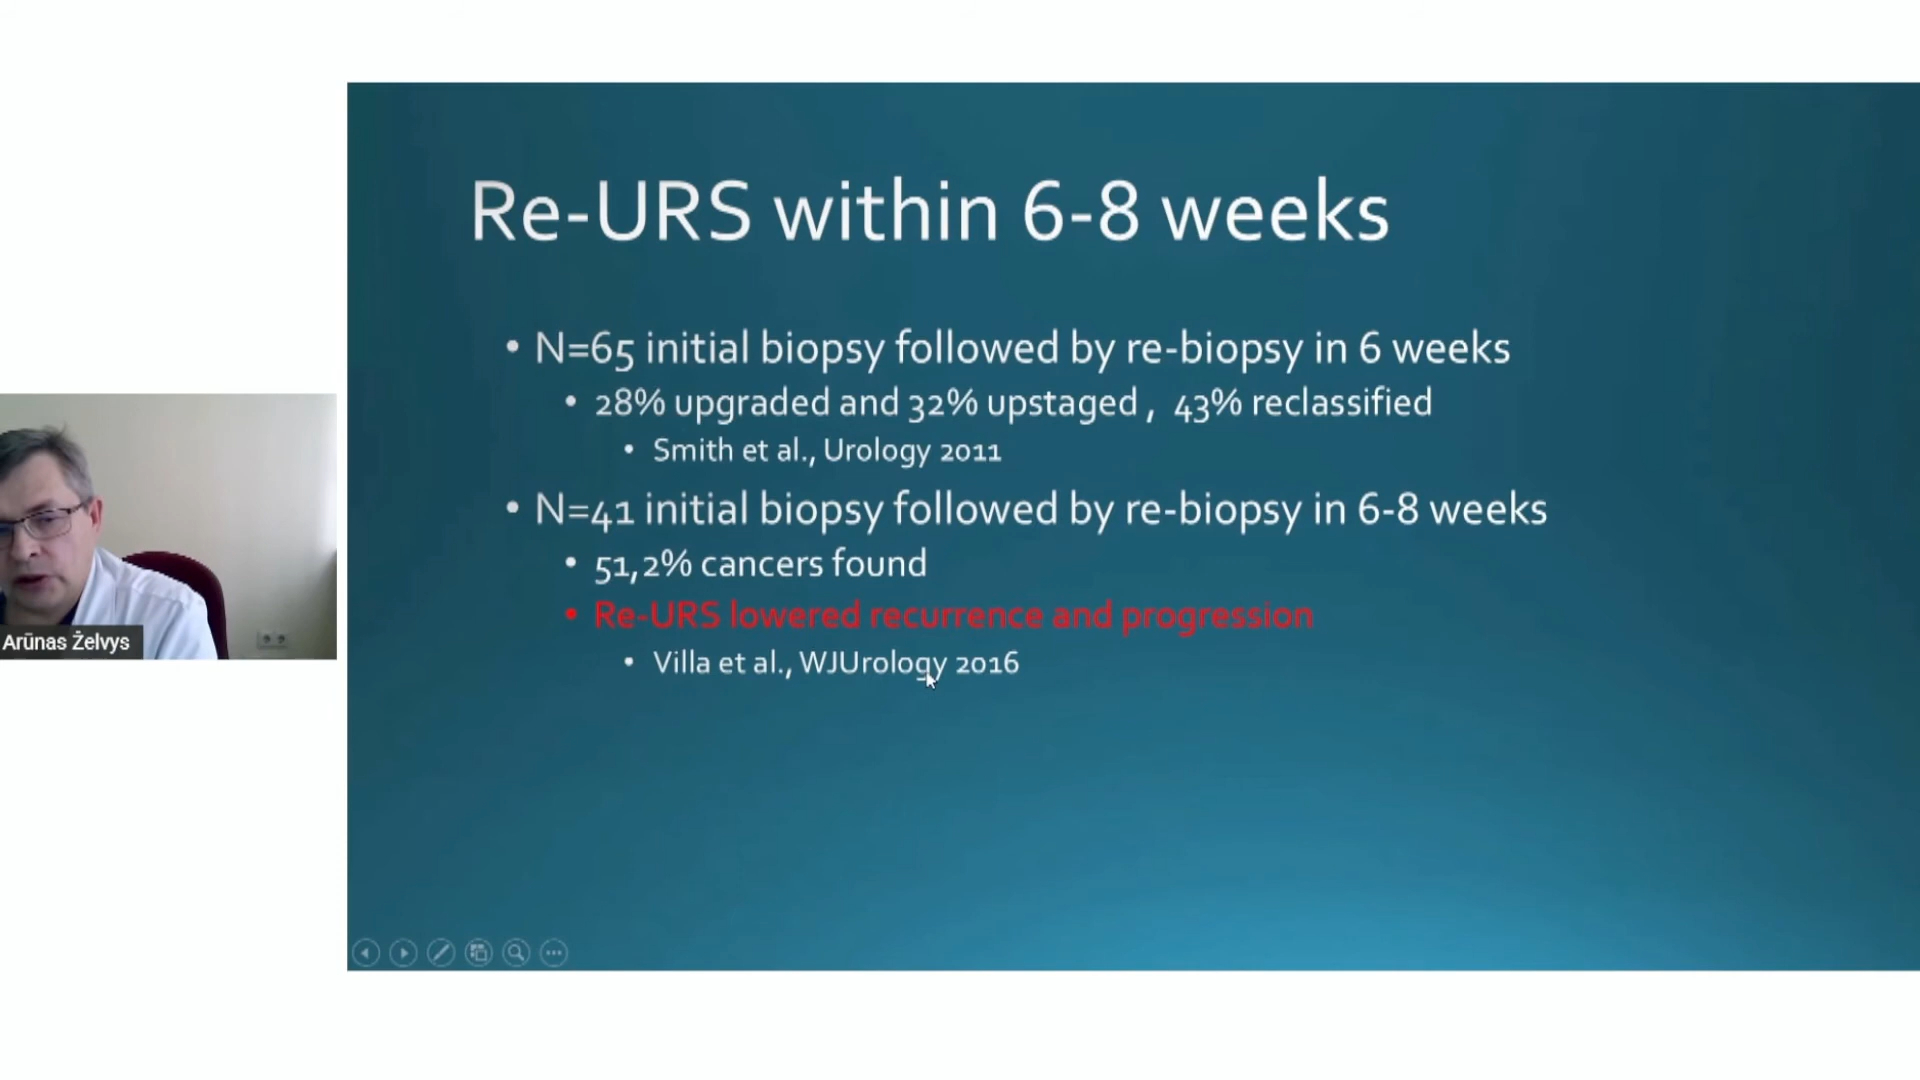 Re-URS within 6-8 weeks
• N=65 initial biopsy followed by re-biopsy in 6 weeks
• 28% upgraded and 32% upstaged , 43% reclassified
• Smith et al., Urology 2011
• N=41 initial biopsy followed by re-biopsy in 6-8 weeks
• 51,2% cancers found
• Re-URS lowered recurrence and progression
• Villa et al., WJUrology 2016
Arūnas Želvys